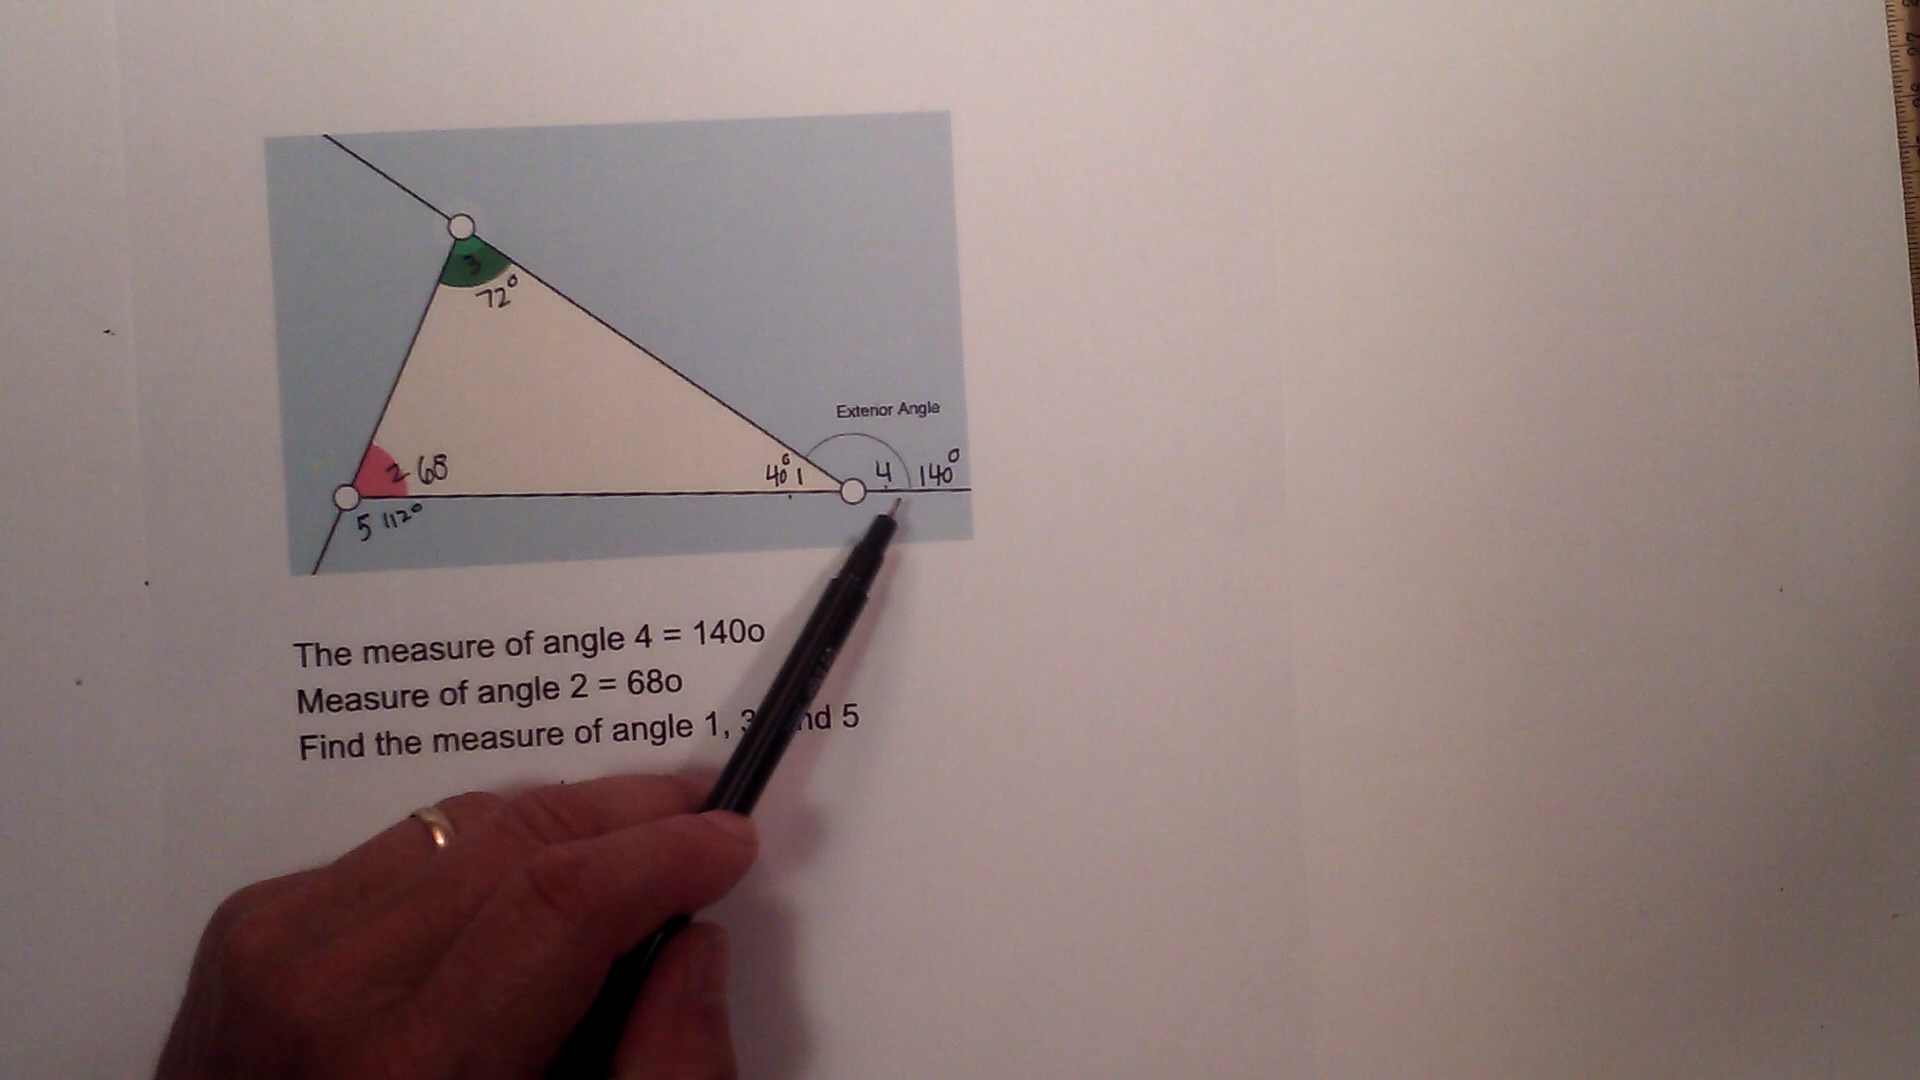 3
72°
Exterior Angle
2 68
40° 1
4 140°
5 112°
The measure of angle 4 = 140o
Measure of angle 2 = 68o
Find the measure of angle 1, nd 5